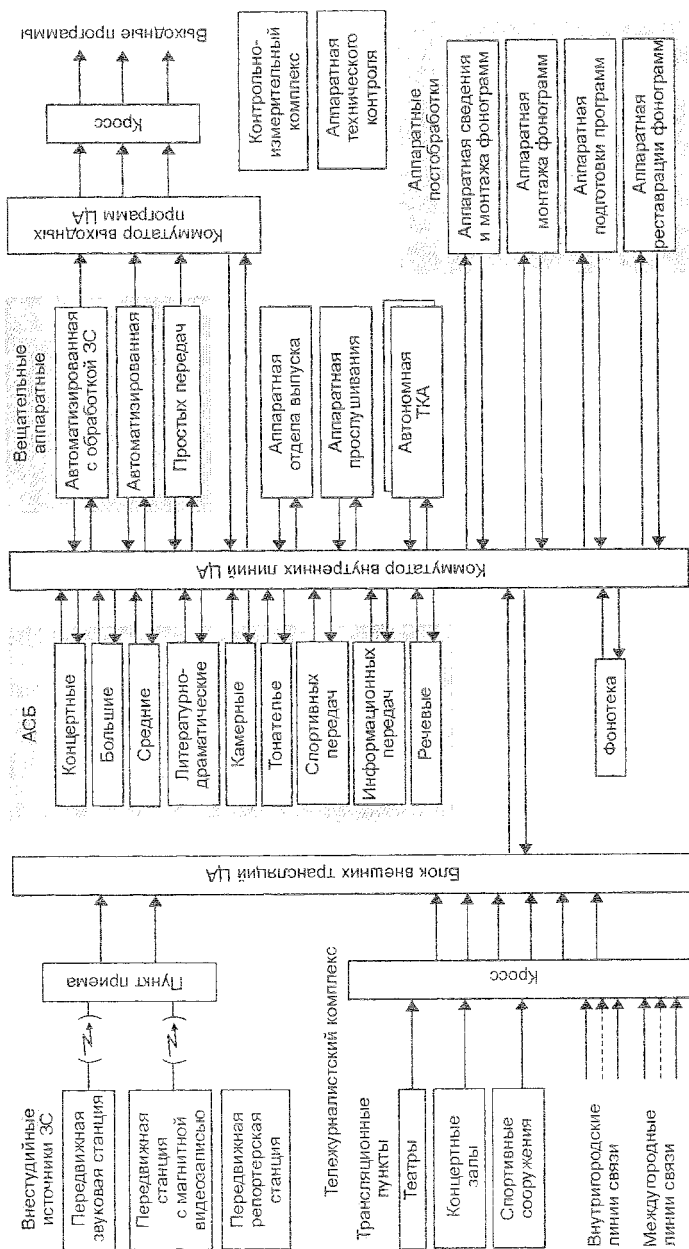 Внестудийные
источники ЗС
Передвижная
звуковая станция
Передвижная
станция
с магнитной
видеозаписью
Передвижная
репортерская
станция
Пункт приема
Тележурналистский комплекс
Трансляционные
пункты
Театры
Концертные
залы
Спортивные
сооружения
Внутригородские
линии связи
Междугородные
линии связи
Кросс
Блок внешних трансляций ЦА
АСБ
Концертные
Большие
Средние
Литературно-
драматические
Камерные
Тонателье
Спортивных
передач
Информационных
передач
Речевые
Фонотека
Коммутатор внутренних линий ЦА
Вещательные
аппаратные
Автоматизированная
с обработкой ЗС
Автоматизированная
Простых передач
Аппаратная
отдела выпуска
Аппаратная
прослушивания
Автономная
ТКА
Коммутатор выходных
программ ЦА
Кросс
Выходные программы
Контрольно-
измерительный
комплекс
Аппаратная
технического
контроля
Аппаратные
постобработки
Аппаратная сведения
и монтажа фонограмм
Аппаратная
монтажа фонограмм
Аппаратная
подготовки программ
Аппаратная
реставрации фонограмм